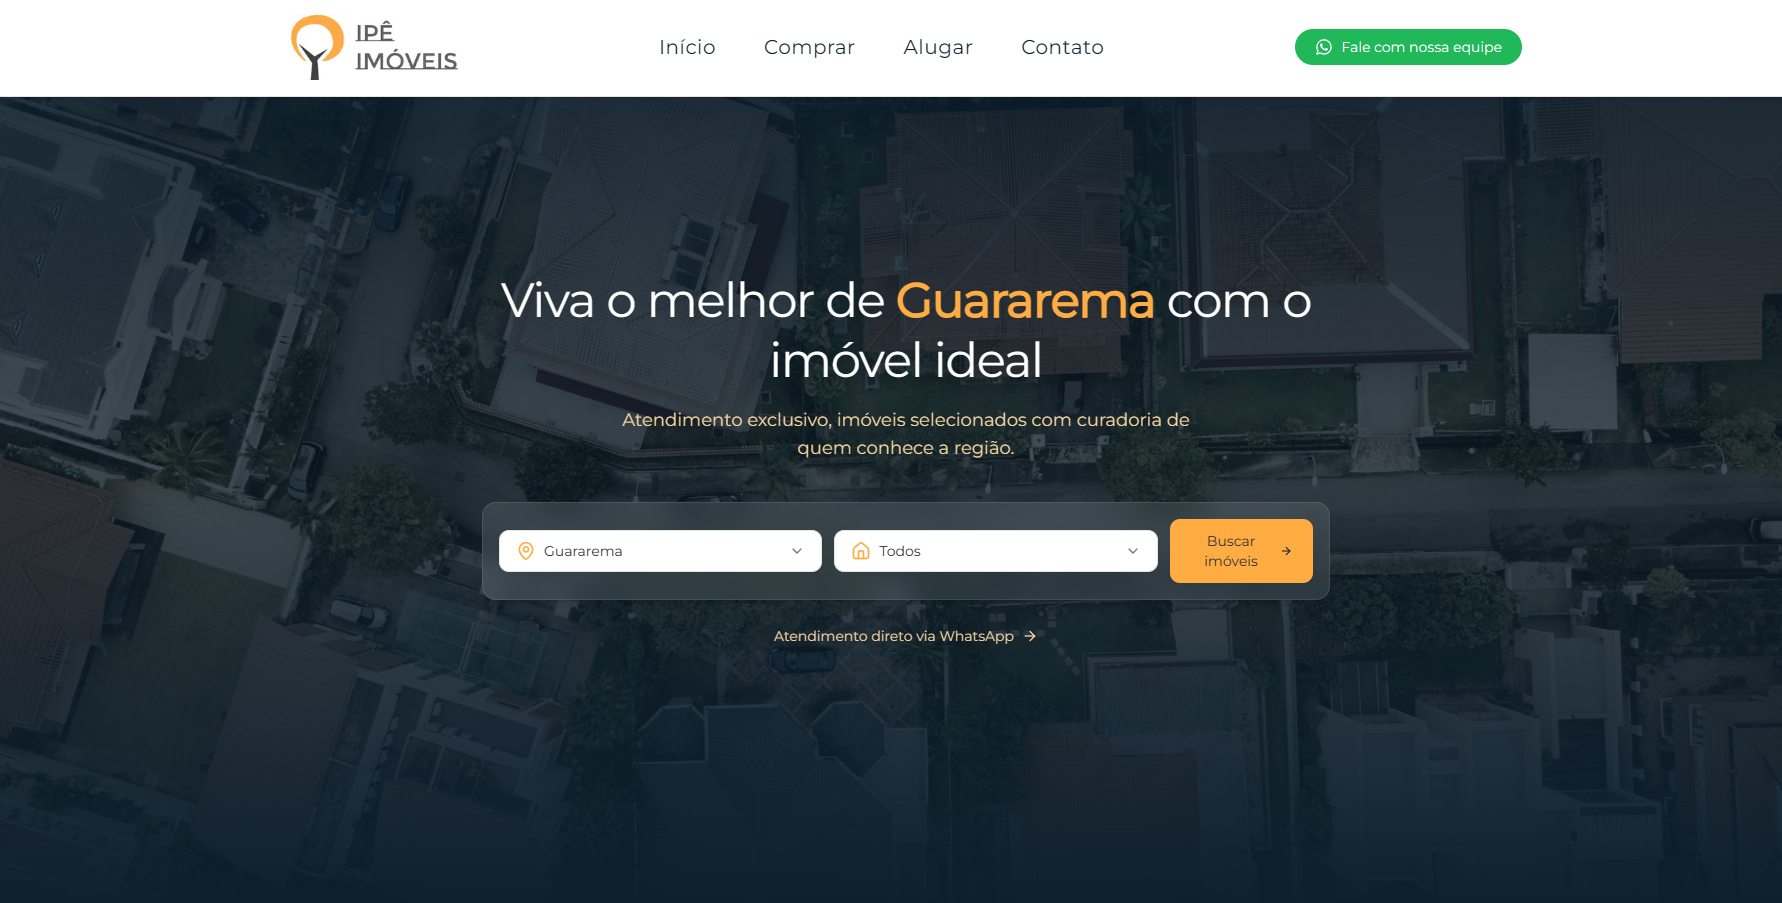 IPÊ
IMÓVEIS
Início
Comprar
Alugar
Contato
Fale com nossa equipe
Viva o melhor de Guararema com o
imóvel ideal
Atendimento exclusivo, imóveis selecionados com curadoria de
quem conhece a região.
Guararema
Todos
Buscar
imóveis
Atendimento direto via WhatsApp